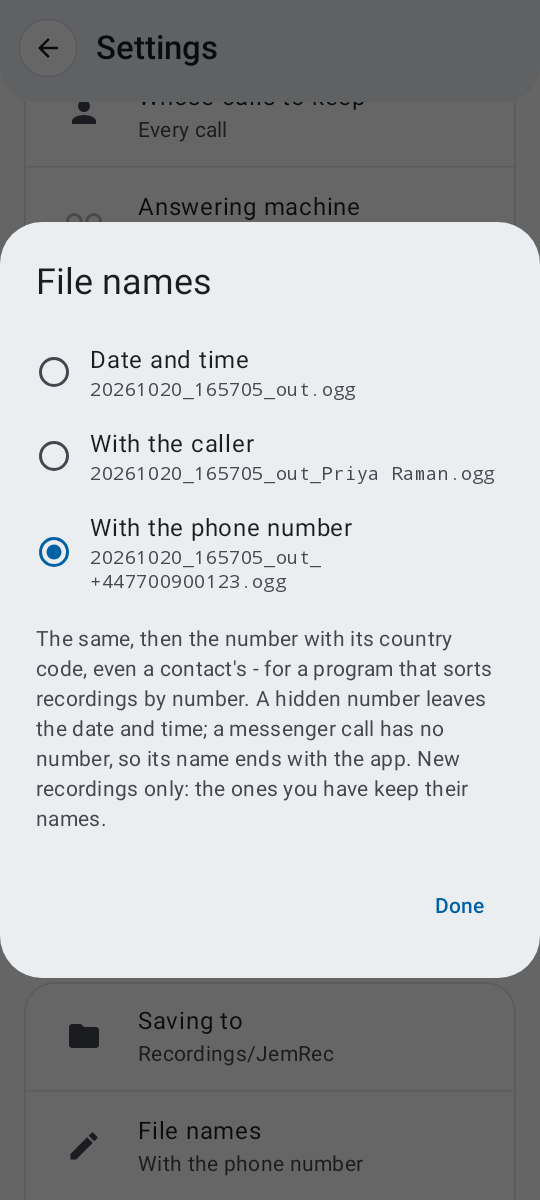 Settings
Whose calls to keep
Every call
Answering machine
File names
Date and time
20261020_165705_out.ogg
With the caller
20261020_165705_out_Priya Raman.ogg
With the phone number
20261020_165705_out_
+447700900123.ogg
The same, then the number with its country
code, even a contact's - for a program that sorts
recordings by number. A hidden number leaves
the date and time; a messenger call has no
number, so its name ends with the app. New
recordings only: the ones you have keep their
names.
Done
Saving to
Recordings/JemRec
File names
With the phone number